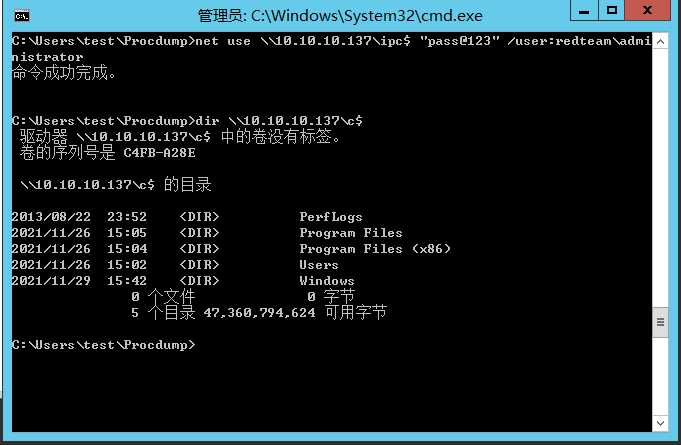 管理员: C:\Windows\System32\cmd.exe
C:\Users\test\Procdump>net use \\10.10.10.137\ipc$ "pass@123" /user:redteam\admi
nistrator
命令成功完成。
C:\Users\test\Procdump>dir \\10.10.10.137\c$
驱动器 \\10.10.10.137\c$ 中的卷没有标签。
卷的序列号是 C4FB-A28E
\\10.10.10.137\c$ 的目录
2013/08/22  23:52    <DIR>          PerfLogs
2021/11/26  15:05    <DIR>          Program Files
2021/11/26  15:04    <DIR>          Program Files (x86)
2021/11/26  15:02    <DIR>          Users
2021/11/29  15:42    <DIR>          Windows
0 个文件              0 字节
5 个目录 47,360,794,624 可用字节
C:\Users\test\Procdump>